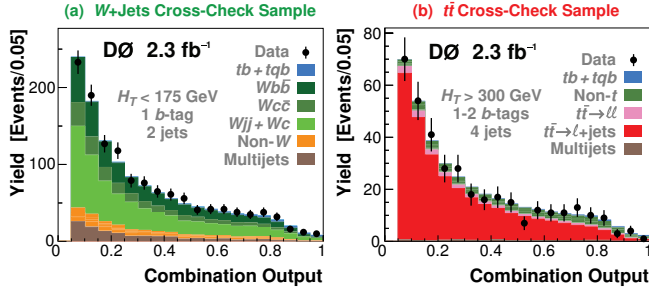 (a) W+Jets Cross-Check Sample
Yield [Events/0.05]
200
100
0
DØ 2.3 fb⁻¹
H_T < 175 GeV
1 b-tag
2 jets
Data
tb+tqb
Wbb̄
Wcc̄
Wjj+Wc
Non-W
Multijets
0 0.2 0.4 0.6 0.8 1
Combination Output
(b) tt̄ Cross-Check Sample
Yield [Events/0.05]
80
60
40
20
0
DØ 2.3 fb⁻¹
H_T > 300 GeV
1-2 b-tags
4 jets
Data
tb+tqb
Non-t
tt̄→ℓℓ
tt̄→ℓ+jets
Multijets
0 0.2 0.4 0.6 0.8 1
Combination Output